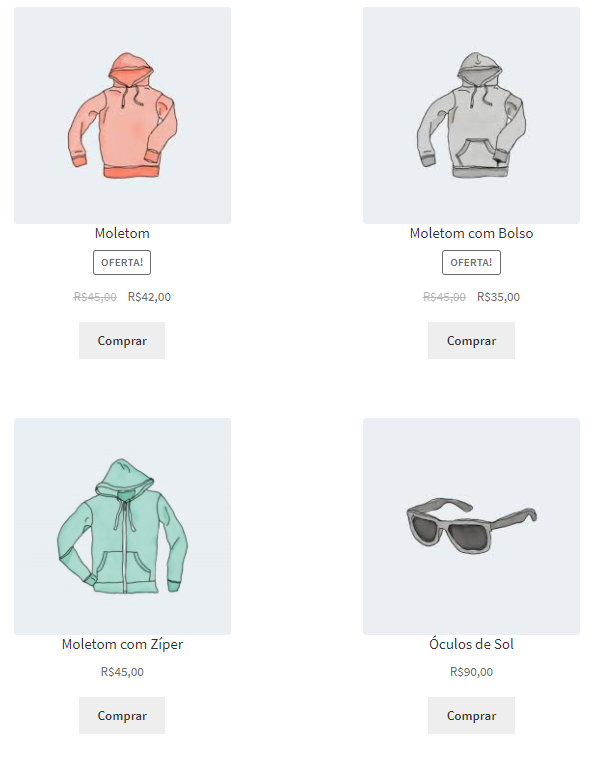 Moletom
OFERTA!
R$45,00 R$42,00
Comprar
Moletom com Bolso
OFERTA!
R$45,00 R$35,00
Comprar
Moletom com Zíper
R$45,00
Comprar
Óculos de Sol
R$90,00
Comprar